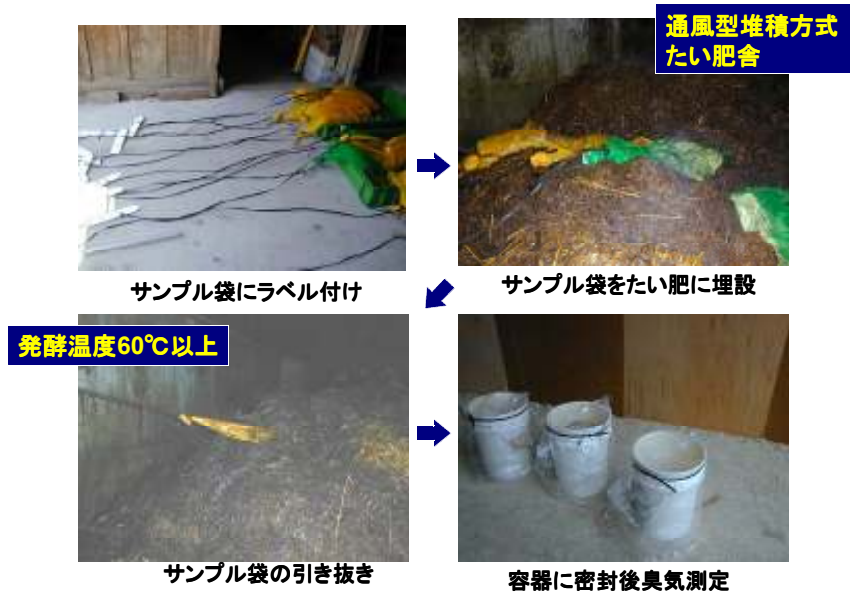 通風型堆積方式
たい肥舎
サンプル袋にラベル付け
サンプル袋をたい肥に埋設
発酵温度60℃以上
サンプル袋の引き抜き
容器に密封後臭気測定